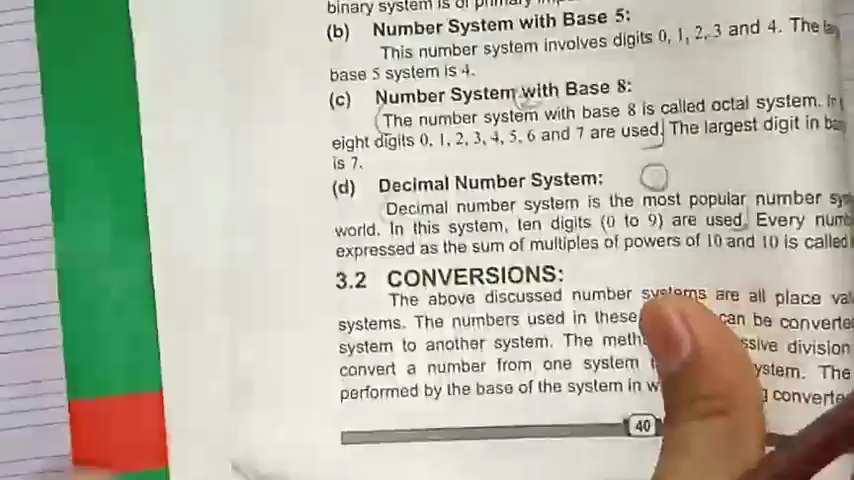 binary system is of primary
(b) Number System with Base 5:
This number system involves digits 0, 1, 2, 3 and 4. The
base 5 system is 4.
(c) Number System with Base 8:
The number system with base 8 is called octal system. In
eight digits 0, 1, 2, 3, 4, 5, 6 and 7 are used. The largest digit in
is 7.
(d) Decimal Number System:
Decimal number system is the most popular number
world. In this system, ten digits (0 to 9) are used. Every
expressed as the sum of multiples of powers of 10 and 10 is called
3.2 CONVERSIONS:
The above discussed number systems are all place
systems. The numbers used in these can be
system to another system. The division
convert a number from one system The
performed by the base of the system in
40